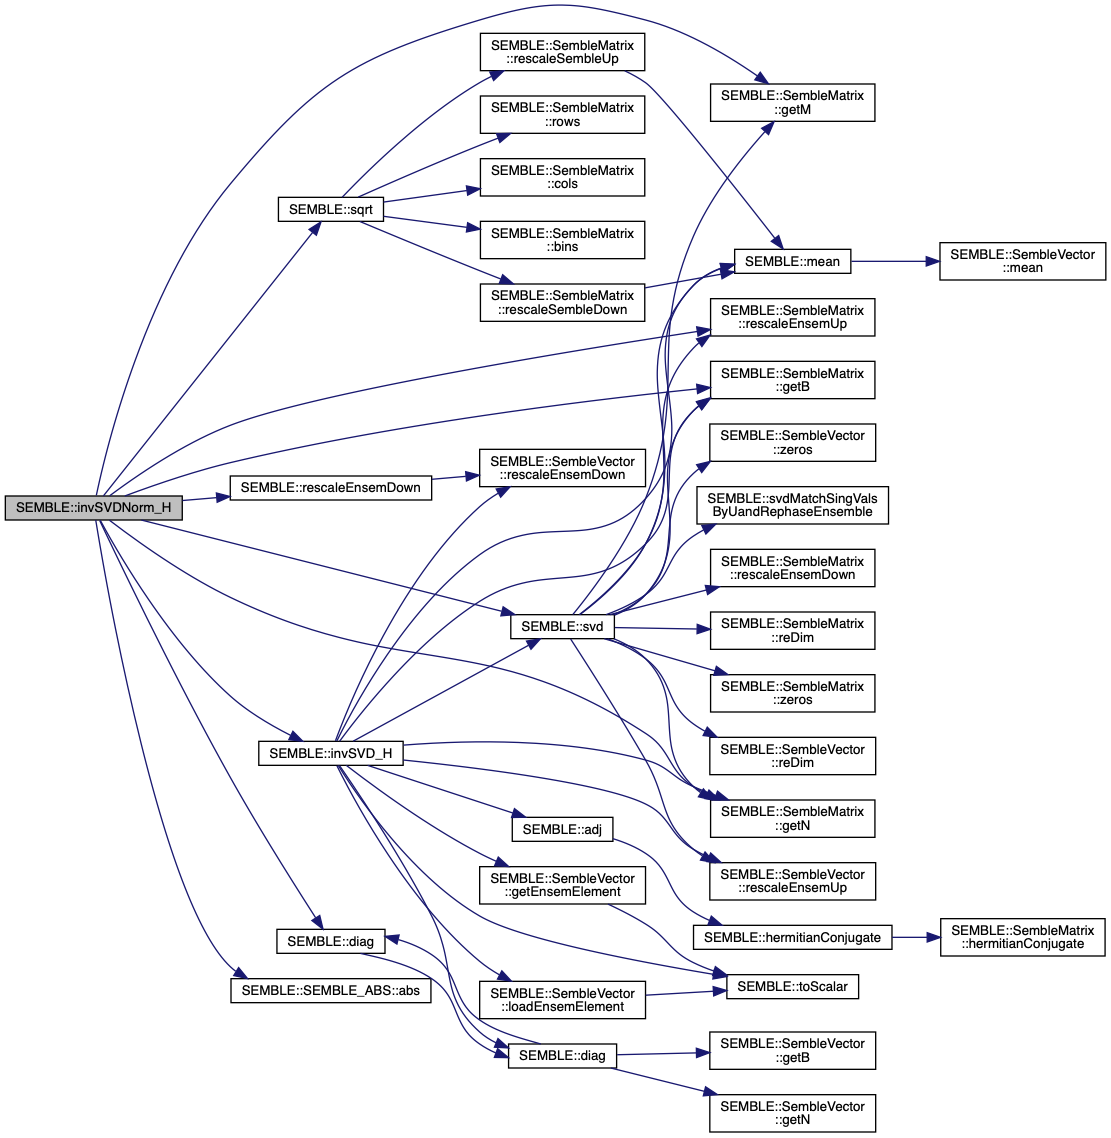 SEMBLE::SembleMatrix
::rescaleSembleUp
SEMBLE::SembleMatrix
::getM
SEMBLE::SembleMatrix
::rows
SEMBLE::SembleMatrix
::cols
SEMBLE::sqrt
SEMBLE::SembleMatrix
::bins
SEMBLE::mean
SEMBLE::SembleVector
::mean
SEMBLE::SembleMatrix
::rescaleSembleDown
SEMBLE::SembleMatrix
::rescaleEnsemUp
SEMBLE::SembleMatrix
::getB
SEMBLE::SembleVector
::zeros
SEMBLE::SembleVector
::rescaleEnsemDown
SEMBLE::rescaleEnsemDown
SEMBLE::invSVDNorm_H
SEMBLE::svdMatchSingVals
ByUandRephaseEnsemble
SEMBLE::SembleMatrix
::rescaleEnsemDown
SEMBLE::svd
SEMBLE::SembleMatrix
::reDim
SEMBLE::SembleMatrix
::zeros
SEMBLE::invSVD_H
SEMBLE::SembleVector
::reDim
SEMBLE::SembleMatrix
::getN
SEMBLE::adj
SEMBLE::SembleVector
::getEnsemElement
SEMBLE::SembleVector
::rescaleEnsemUp
SEMBLE::diag
SEMBLE::hermitianConjugate
SEMBLE::SembleMatrix
::hermitianConjugate
SEMBLE::SEMBLE_ABS::abs
SEMBLE::SembleVector
::loadEnsemElement
SEMBLE::toScalar
SEMBLE::diag
SEMBLE::SembleVector
::getB
SEMBLE::SembleVector
::getN